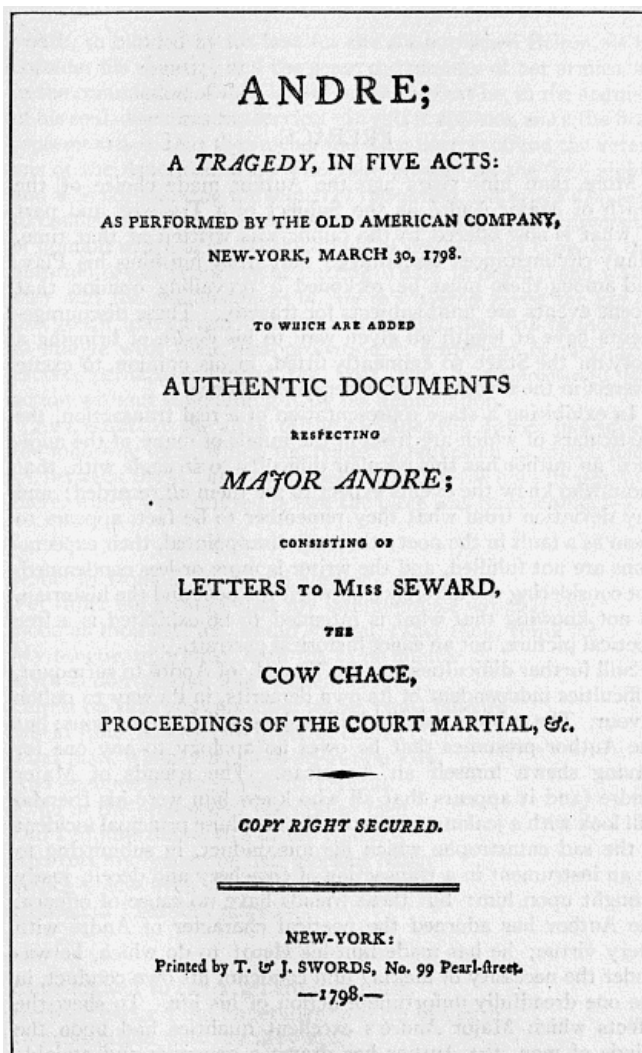 ANDRE;
A TRAGEDY, IN FIVE ACTS:
AS PERFORMED BY THE OLD AMERICAN COMPANY,
NEW-YORK, MARCH 30, 1798.
TO WHICH ARE ADDED
AUTHENTIC DOCUMENTS
RESPECTING
MAJOR ANDRE;
CONSISTING OF
LETTERS TO MISS SEWARD,
THE
COW CHACE,
PROCEEDINGS OF THE COURT MARTIAL, &c.
COPY RIGHT SECURED.
NEW-YORK:
Printed by T. & J. SWORDS, No. 99 Pearl-ſtreet.
—1798.—